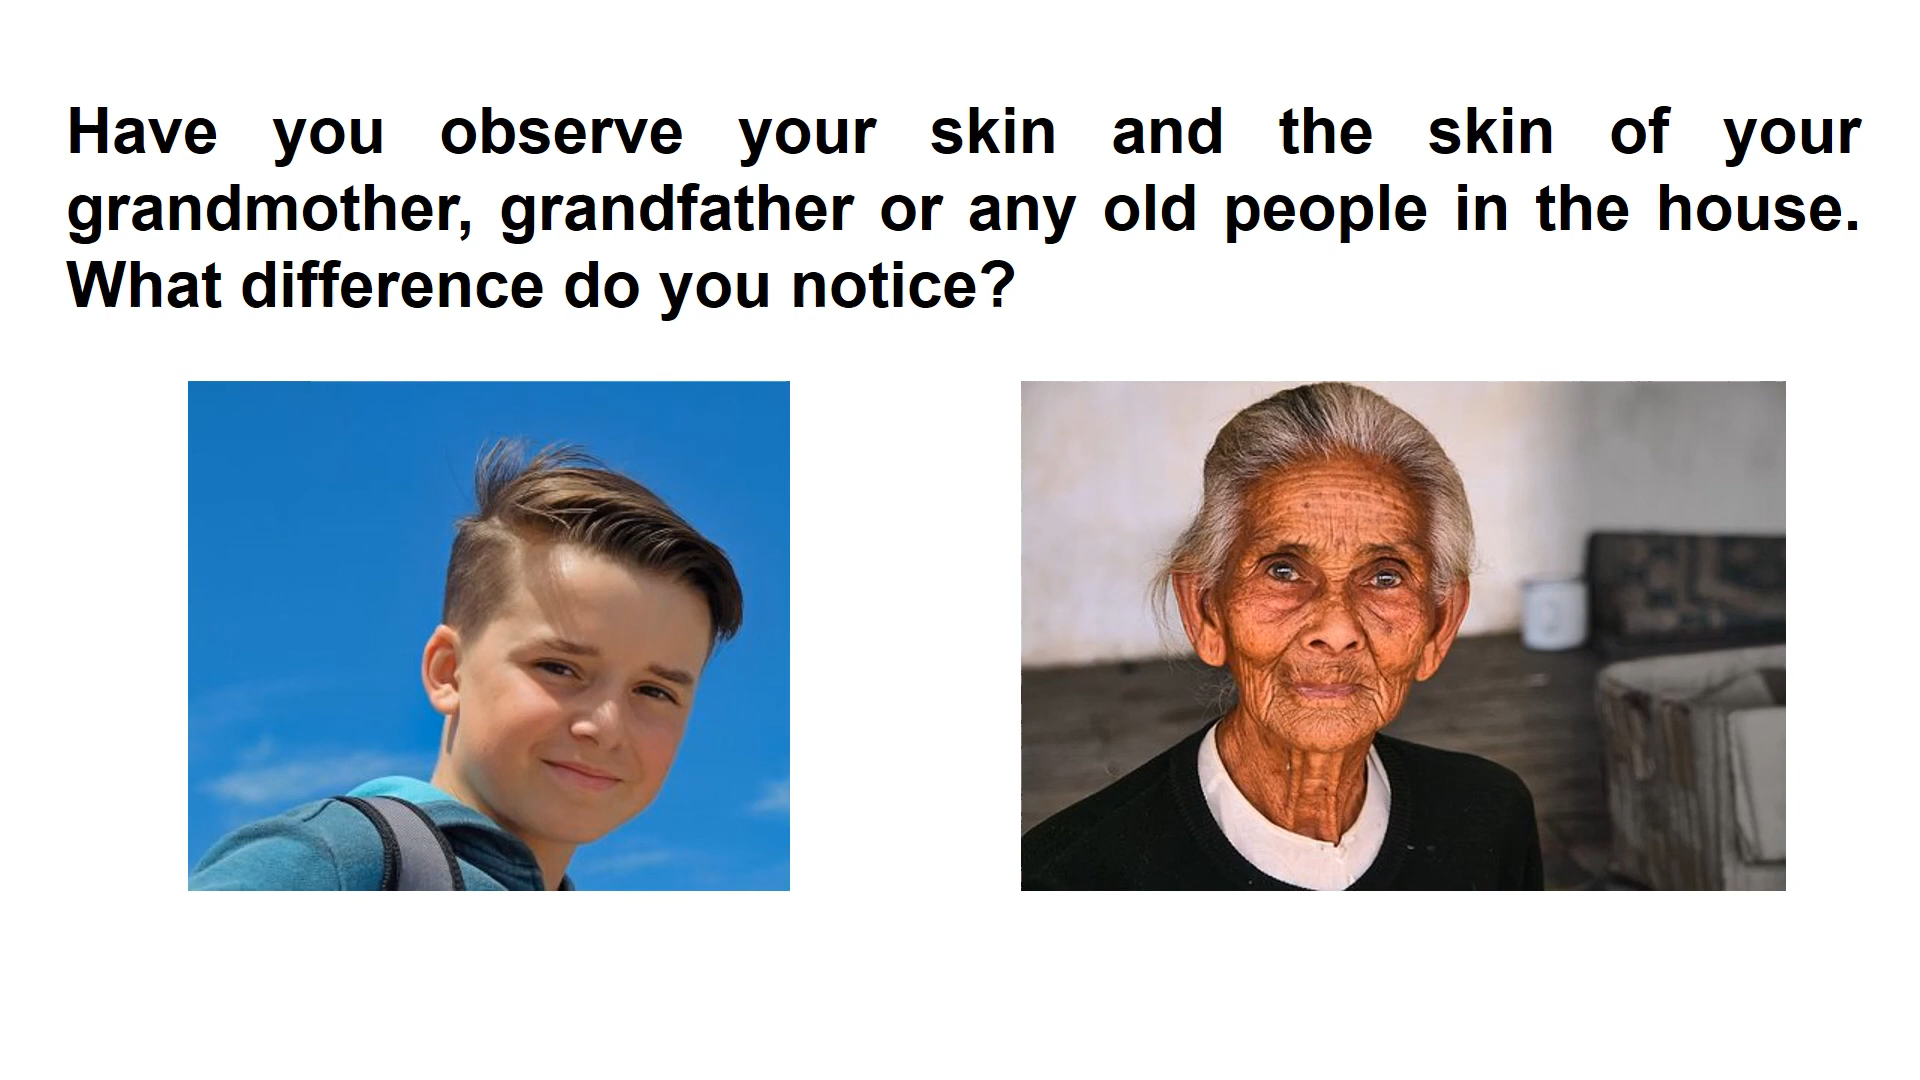 Have you observe your skin and the skin of your
grandmother, grandfather or any old people in the house.
What difference do you notice?